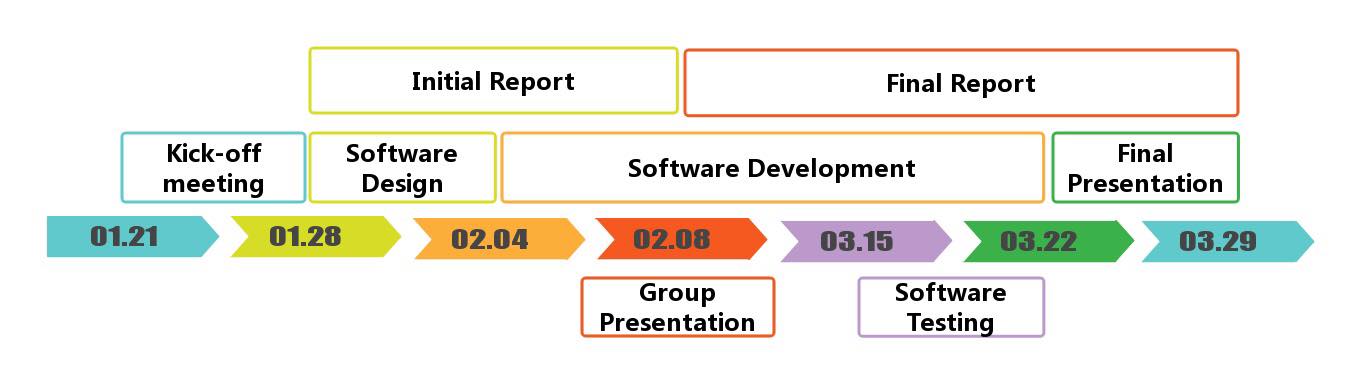 Initial Report
Final Report
Kick-off
meeting
Software
Design
Software Development
Final
Presentation
01.21
01.28
02.04
02.08
03.15
03.22
03.29
Group
Presentation
Software
Testing